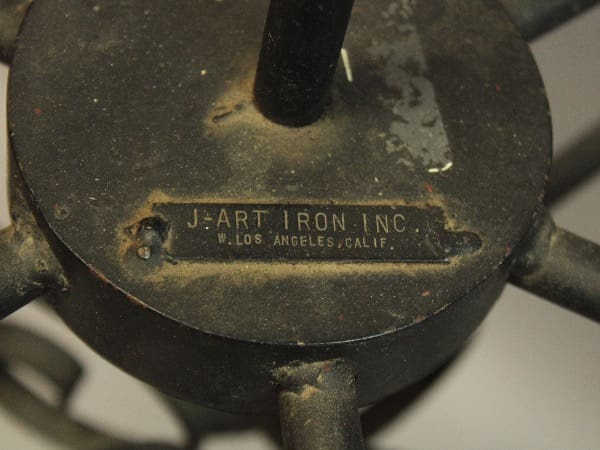 J-ART IRON INC.
W. LOS ANGELES, CALIF.